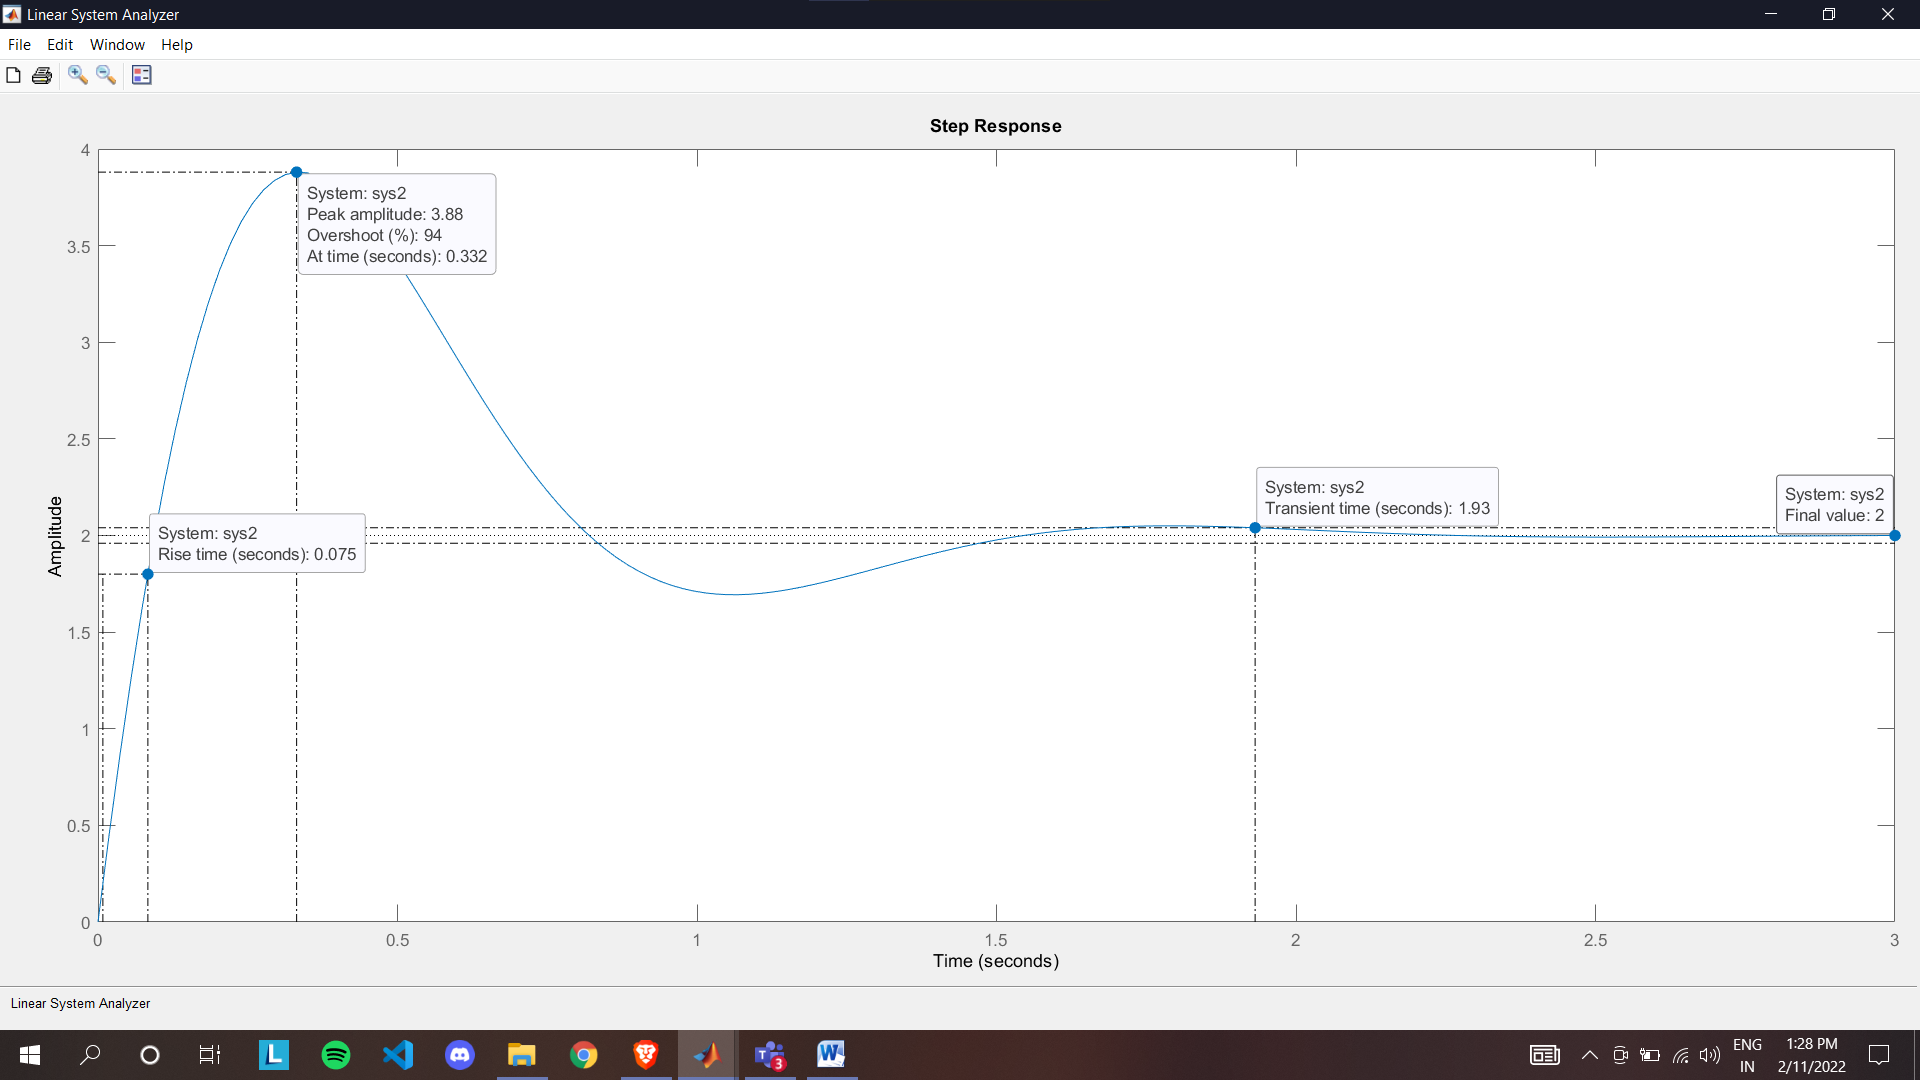 Linear System Analyzer
File Edit Window Help
Step Response
4
3.5
3
2.5
2
1.5
1
0.5
0
Amplitude
System: sys2
Peak amplitude: 3.88
Overshoot (%): 94
At time (seconds): 0.332
System: sys2
Rise time (seconds): 0.075
System: sys2
Transient time (seconds): 1.93
System: sys2
Final value: 2
0 0.5 1 1.5 2 2.5 3
Time (seconds)
Linear System Analyzer
L
T
3
W
ENG
IN
1:28 PM
2/11/2022